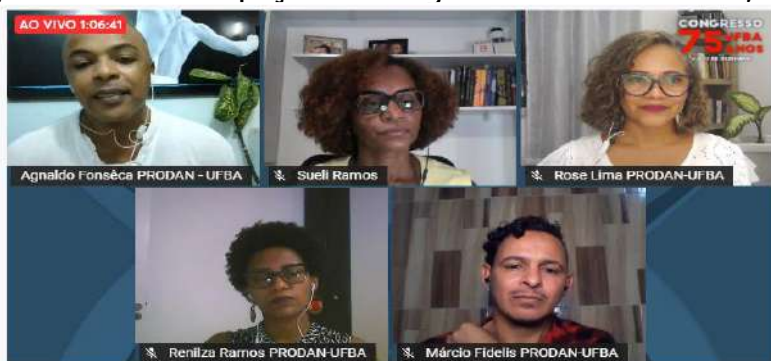 AO VIVO 1:06:41
CONGRESSO
75 UFBA
ANOS
Agnaldo Fonsêca PRODAN - UFBA
Sueli Ramos
Rose Lima PRODAN-UFBA
Renilza Ramos PRODAN-UFBA
Márcio Fidelis PRODAN-UFBA